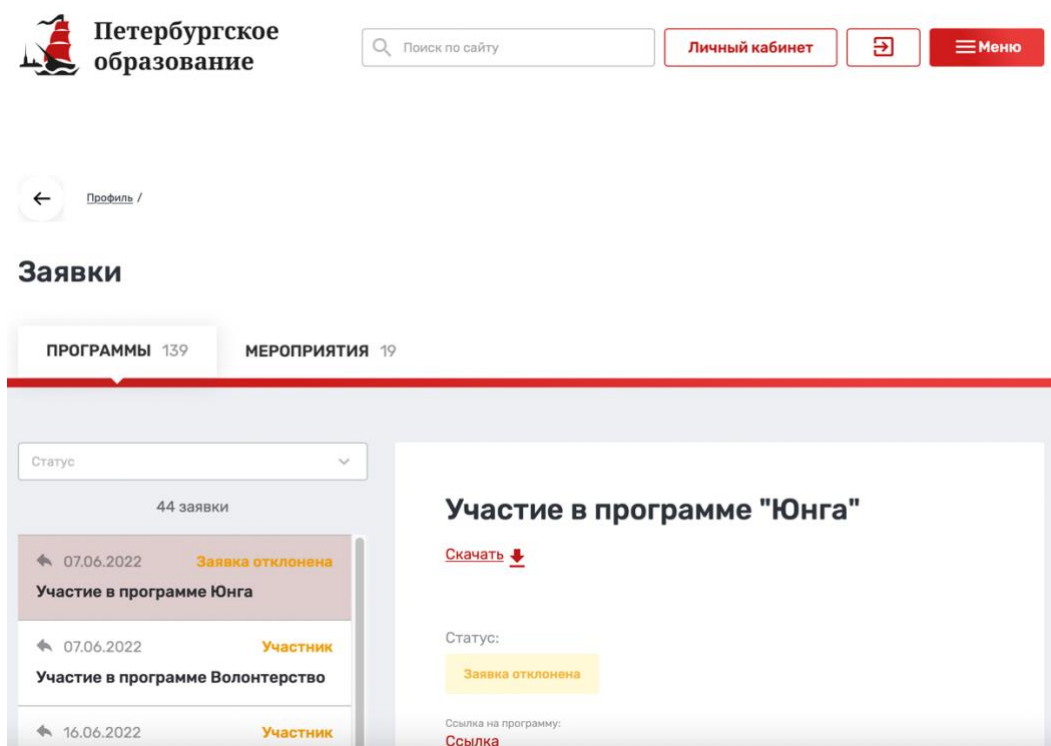 Петербургское
образование
Поиск по сайту
Личный кабинет
Меню
Профиль /
Заявки
ПРОГРАММЫ 139
МЕРОПРИЯТИЯ 19
Статус
44 заявки
07.06.2022 Заявка отклонена
Участие в программе Юнга
07.06.2022 Участник
Участие в программе Волонтерство
16.06.2022 Участник
Участие в программе "Юнга"
Скачать
Статус:
Заявка отклонена
Ссылка на программу:
Ссылка